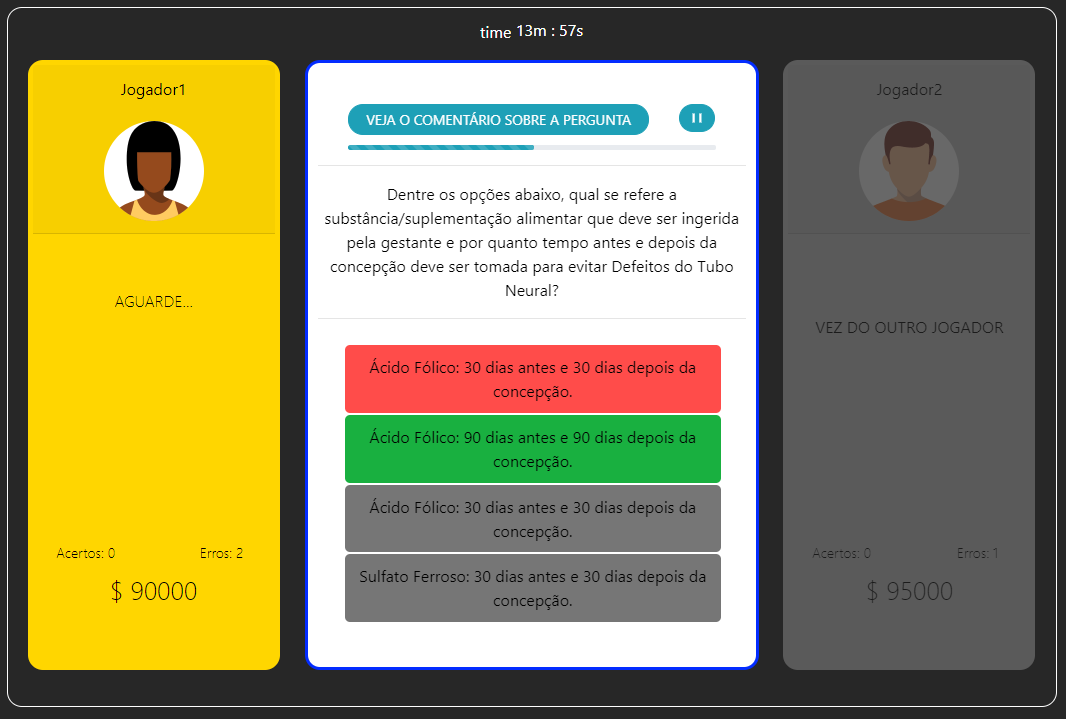 time 13m : 57s
Jogador1
AGUARDE...
Acertos: 0 Erros: 2
$ 90000
VEJA O COMENTÁRIO SOBRE A PERGUNTA
Dentre os opções abaixo, qual se refere a
substância/suplementação alimentar que deve ser ingerida
pela gestante e por quanto tempo antes e depois da
concepção deve ser tomada para evitar Defeitos do Tubo
Neural?
Ácido Fólico: 30 dias antes e 30 dias depois da
concepção.
Ácido Fólico: 90 dias antes e 90 dias depois da
concepção.
Ácido Fólico: 30 dias antes e 30 dias depois da
concepção.
Sulfato Ferroso: 30 dias antes e 30 dias depois da
concepção.
Jogador2
VEZ DO OUTRO JOGADOR
Acertos: 0 Erros: 1
$ 95000